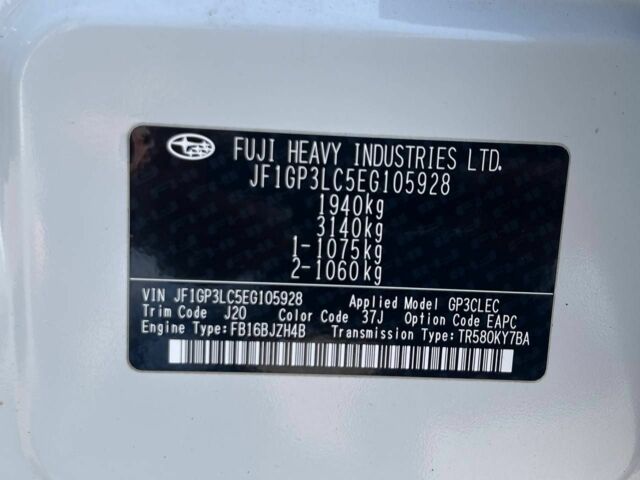 FUJI HEAVY INDUSTRIES LTD.
JF1GP3LC5EG105928
1940kg
3140kg
1-1075kg
2-1060kg
VIN JF1GP3LC5EG105928 Applied Model GP3CLEC
Trim Code J20 Color Code 37J Option Code EAPC
Engine Type:FB16BJZH4B Transmission Type:TR580KY7BA